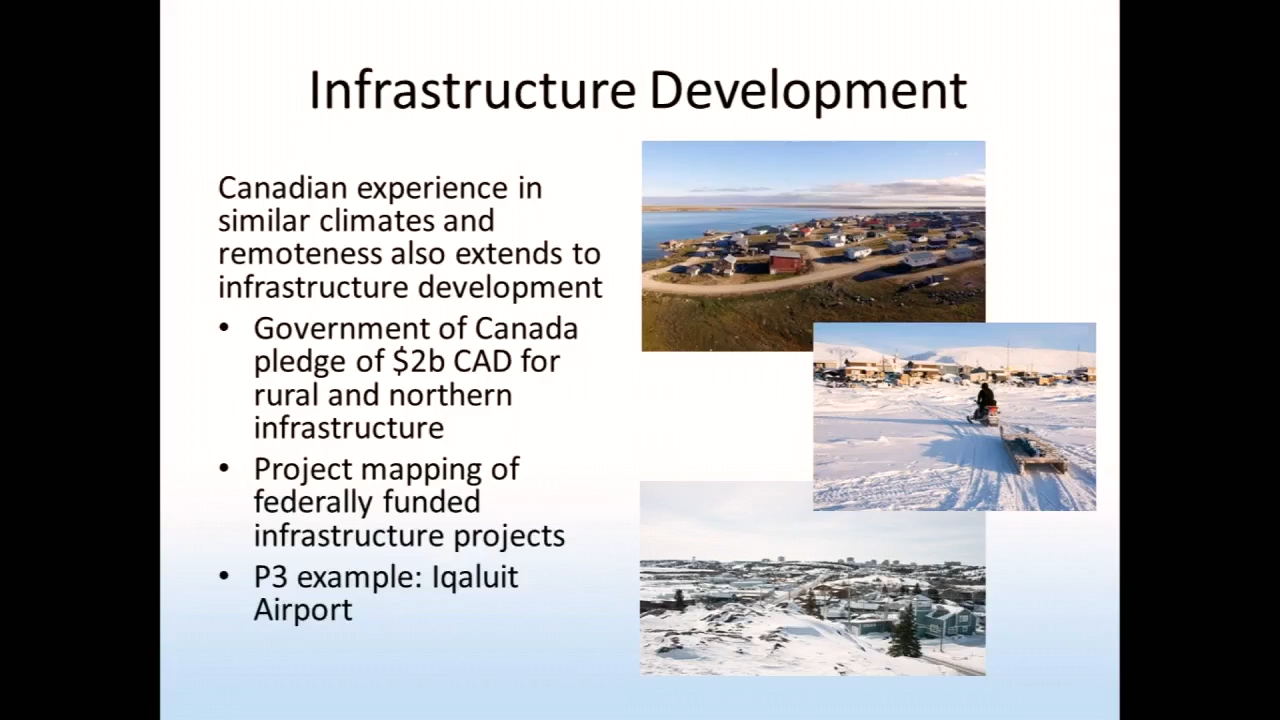 Infrastructure Development
Canadian experience in
similar climates and
remoteness also extends to
infrastructure development
• Government of Canada
pledge of $2b CAD for
rural and northern
infrastructure
• Project mapping of
federally funded
infrastructure projects
• P3 example: Iqaluit
Airport